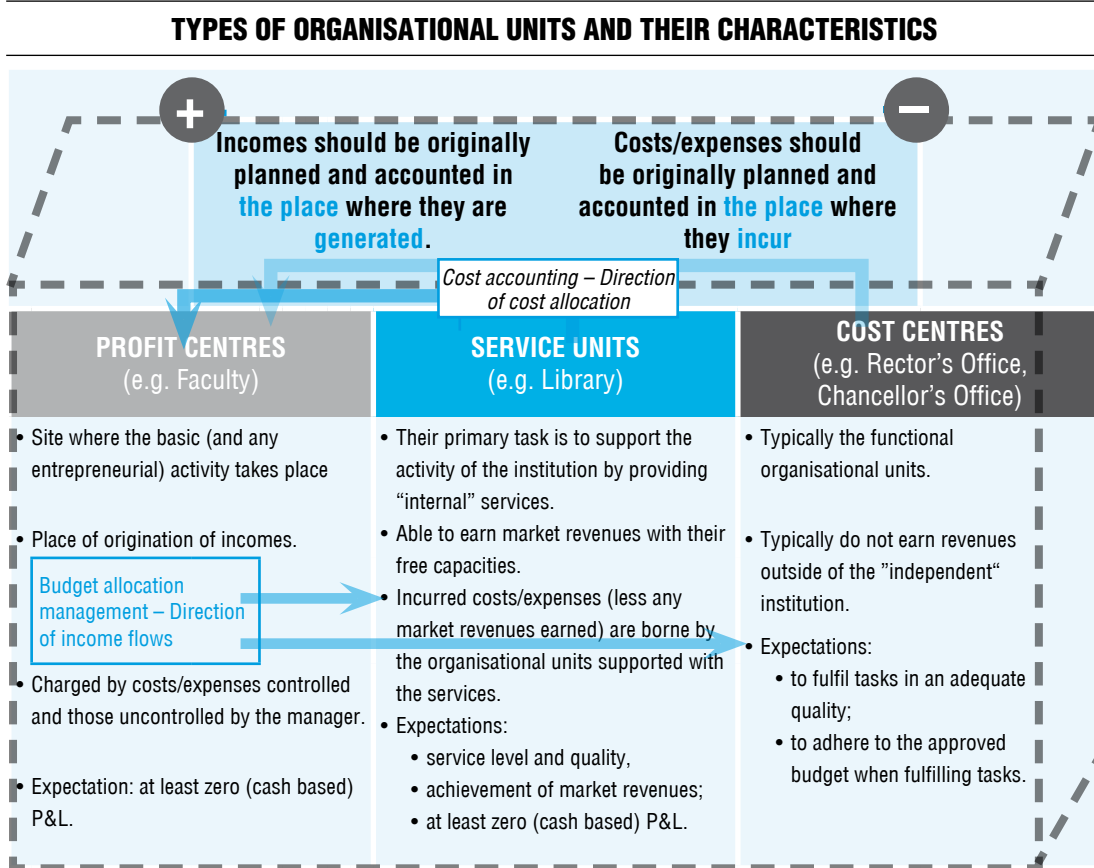 TYPES OF ORGANISATIONAL UNITS AND THEIR CHARACTERISTICS
+
–
Incomes should be originally
planned and accounted in
the place where they are
generated.
Costs/expenses should
be originally planned and
accounted in the place where
they incur
Cost accounting – Direction
of cost allocation
PROFIT CENTRES
(e.g. Faculty)
• Site where the basic (and any
entrepreneurial) activity takes place
• Place of origination of incomes.
Budget allocation
management – Direction
of income flows
• Charged by costs/expenses controlled
and those uncontrolled by the manager.
• Expectation: at least zero (cash based)
P&L.
SERVICE UNITS
(e.g. Library)
• Their primary task is to support the
activity of the institution by providing
“internal” services.
• Able to earn market revenues with their
free capacities.
• Incurred costs/expenses (less any
market revenues earned) are borne by
the organisational units supported with
the services.
• Expectations:
• service level and quality,
• achievement of market revenues;
• at least zero (cash based) P&L.
COST CENTRES
(e.g. Rector’s Office,
Chancellor’s Office)
• Typically the functional
organisational units.
• Typically do not earn revenues
outside of the ”independent“
institution.
• Expectations:
• to fulfil tasks in an adequate
quality;
• to adhere to the approved
budget when fulfilling tasks.